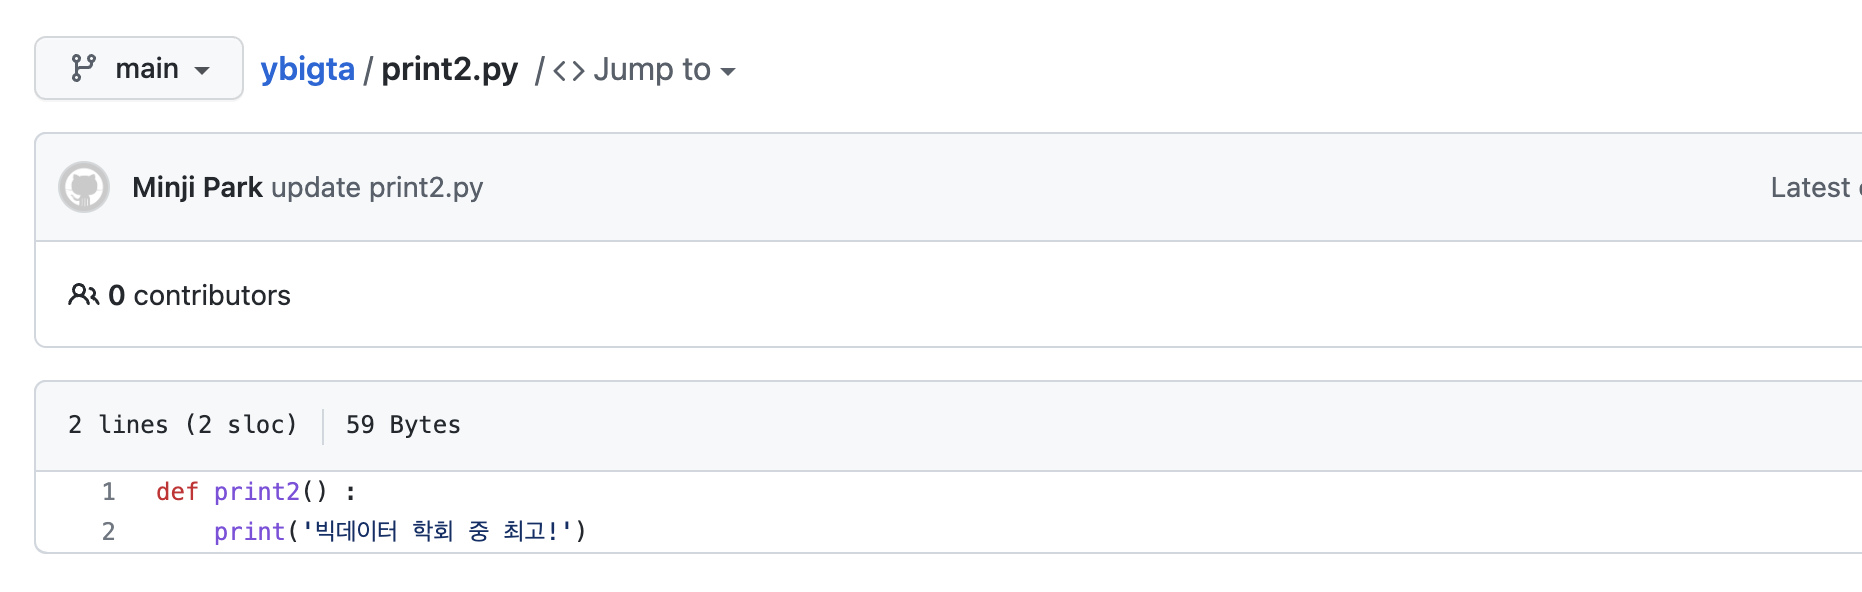 main
ybigta / print2.py / <> Jump to
Minji Park update print2.py
Latest
0 contributors
2 lines (2 sloc) 59 Bytes
1 def print2() :
2 print('빅데이터 학회 중 최고!')